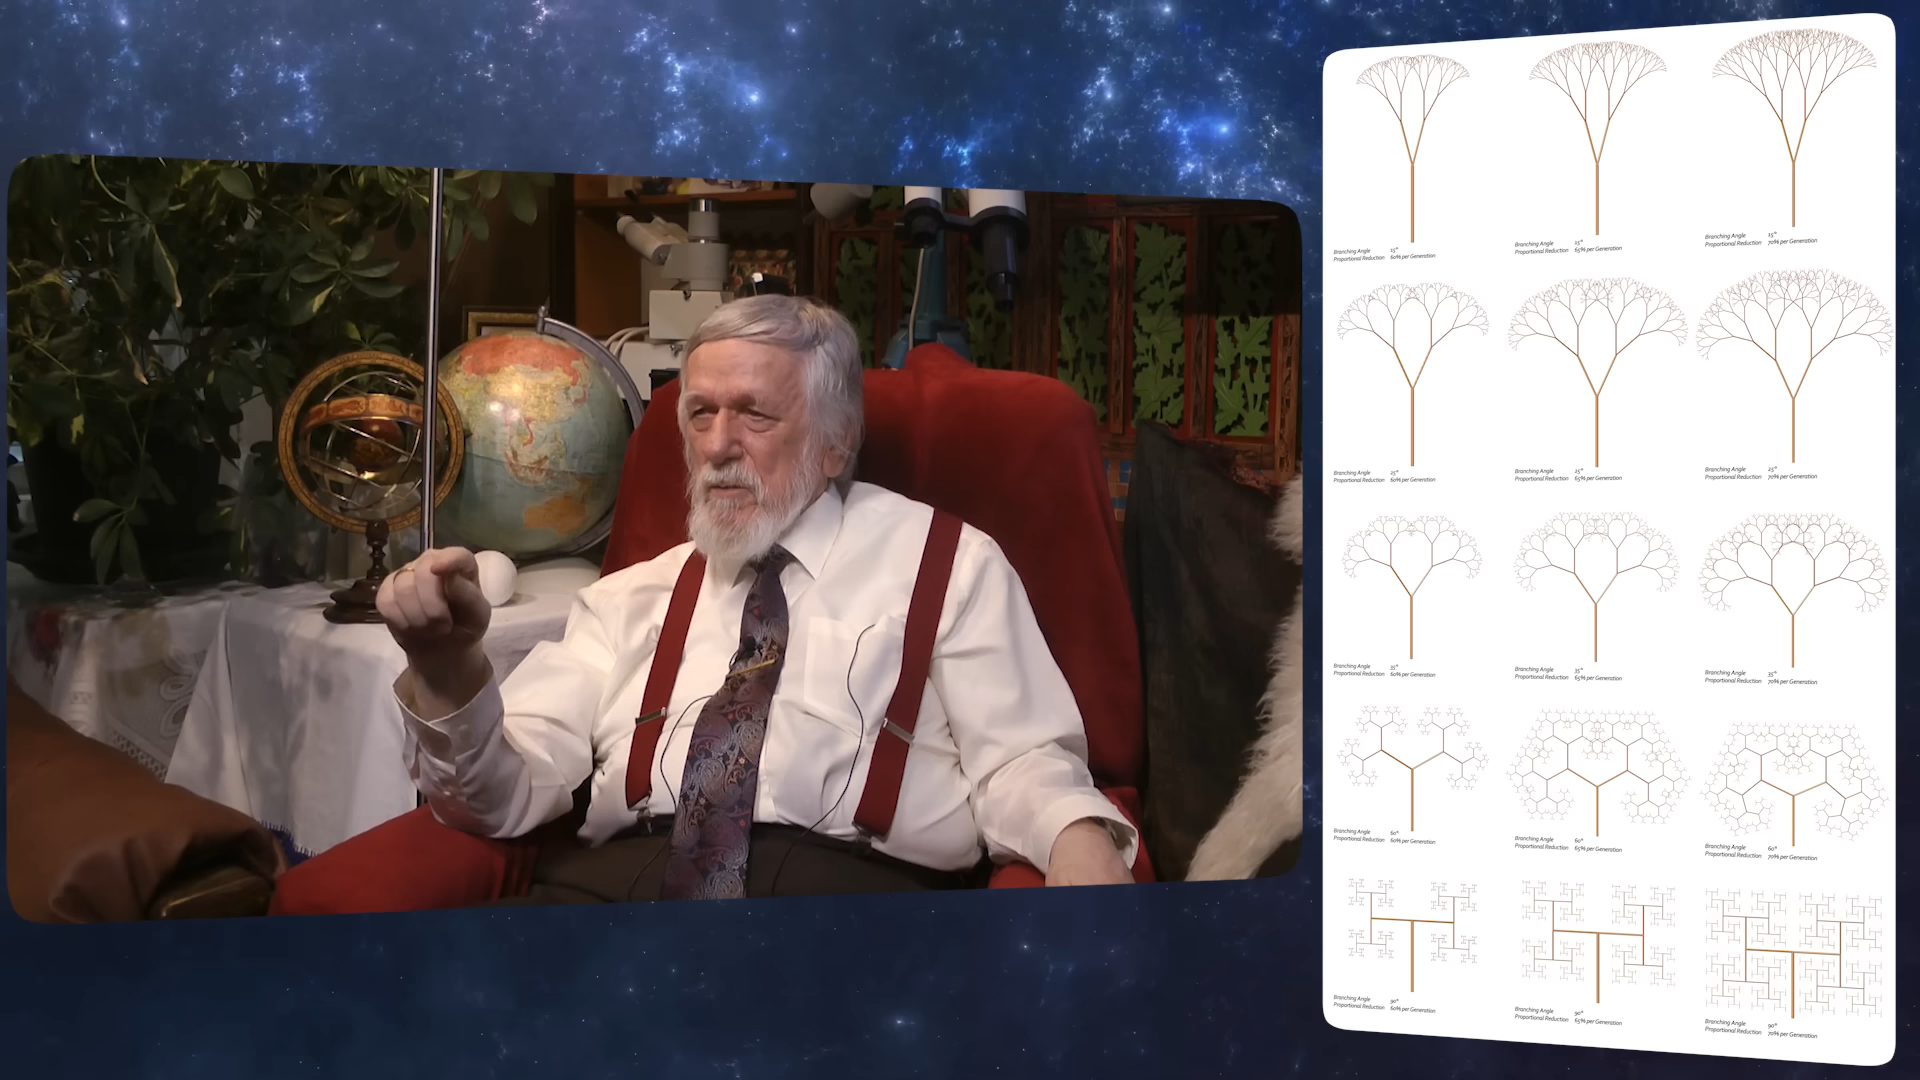 Branching Angle 15°
Proportional Reduction 60% per Generation
Branching Angle 15°
Proportional Reduction 65% per Generation
Branching Angle 15°
Proportional Reduction 70% per Generation
Branching Angle 25°
Proportional Reduction 60% per Generation
Branching Angle 25°
Proportional Reduction 65% per Generation
Branching Angle 25°
Proportional Reduction 70% per Generation
Branching Angle 35°
Proportional Reduction 60% per Generation
Branching Angle 35°
Proportional Reduction 65% per Generation
Branching Angle 35°
Proportional Reduction 70% per Generation
Branching Angle 60°
Proportional Reduction 60% per Generation
Branching Angle 60°
Proportional Reduction 65% per Generation
Branching Angle 60°
Proportional Reduction 70% per Generation
Branching Angle 90°
Proportional Reduction 60% per Generation
Branching Angle 90°
Proportional Reduction 65% per Generation
Branching Angle 90°
Proportional Reduction 70% per Generation